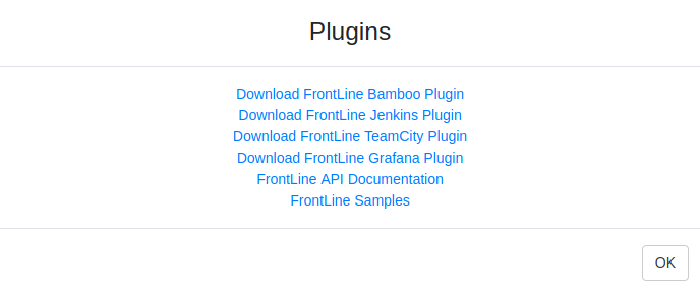 Plugins
Download FrontLine Bamboo Plugin
Download FrontLine Jenkins Plugin
Download FrontLine TeamCity Plugin
Download FrontLine Grafana Plugin
FrontLine API Documentation
FrontLine Samples
OK